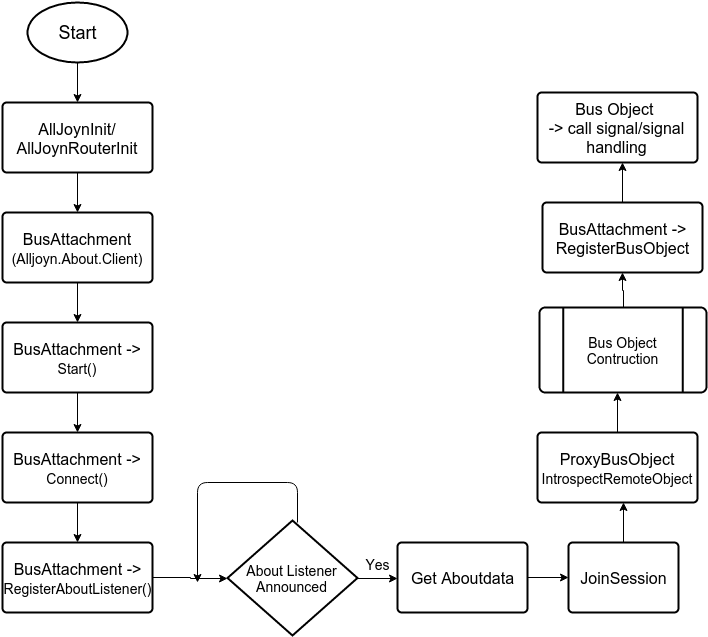 Start
AllJoynInit/
AllJoynRouterInit
BusAttachment
(Alljoyn.About.Client)
BusAttachment ->
Start()
BusAttachment ->
Connect()
BusAttachment ->
RegisterAboutListener()
About Listener
Announced
Yes
Get Aboutdata
JoinSession
ProxyBusObject
IntrospectRemoteObject
Bus Object
Contruction
BusAttachment ->
RegisterBusObject
Bus Object
-> call signal/signal
handling